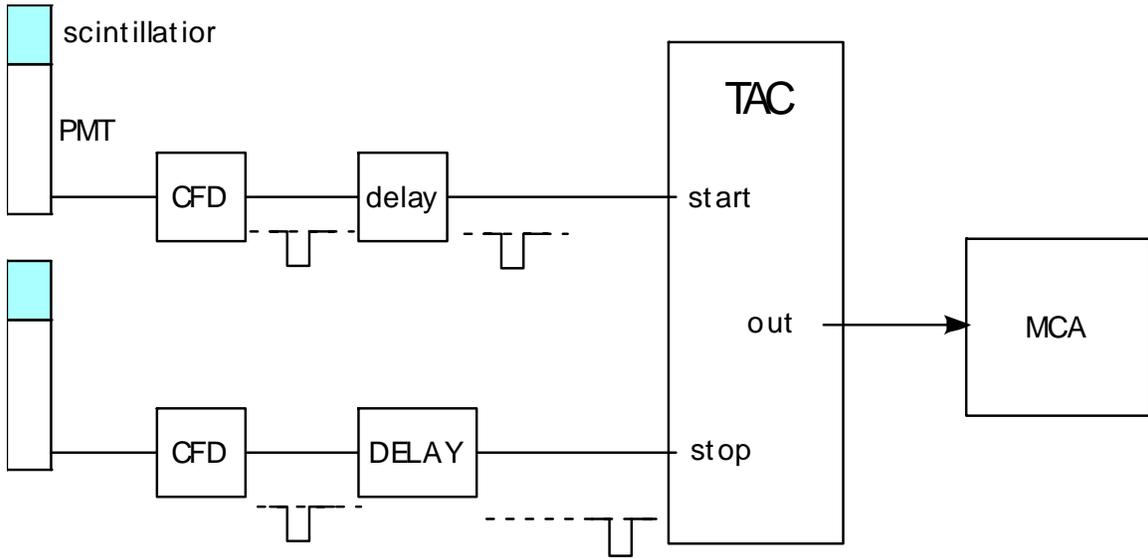 scintillatior
PMT
TAC
CFD
delay
start
out
MCA
CFD
DELAY
stop